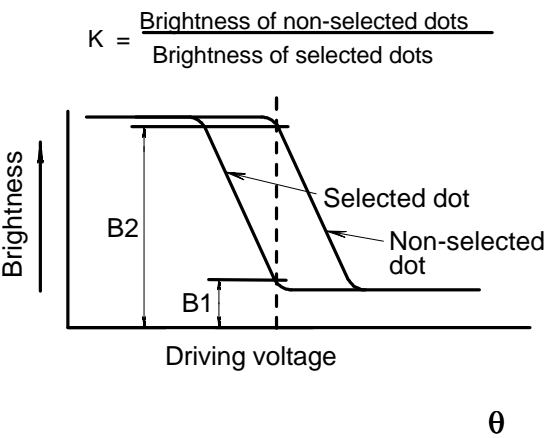 K = Brightness of non-selected dots
Brightness of selected dots
Brightness
B2
B1
Selected dot
Non-selected
dot
Driving voltage
θ